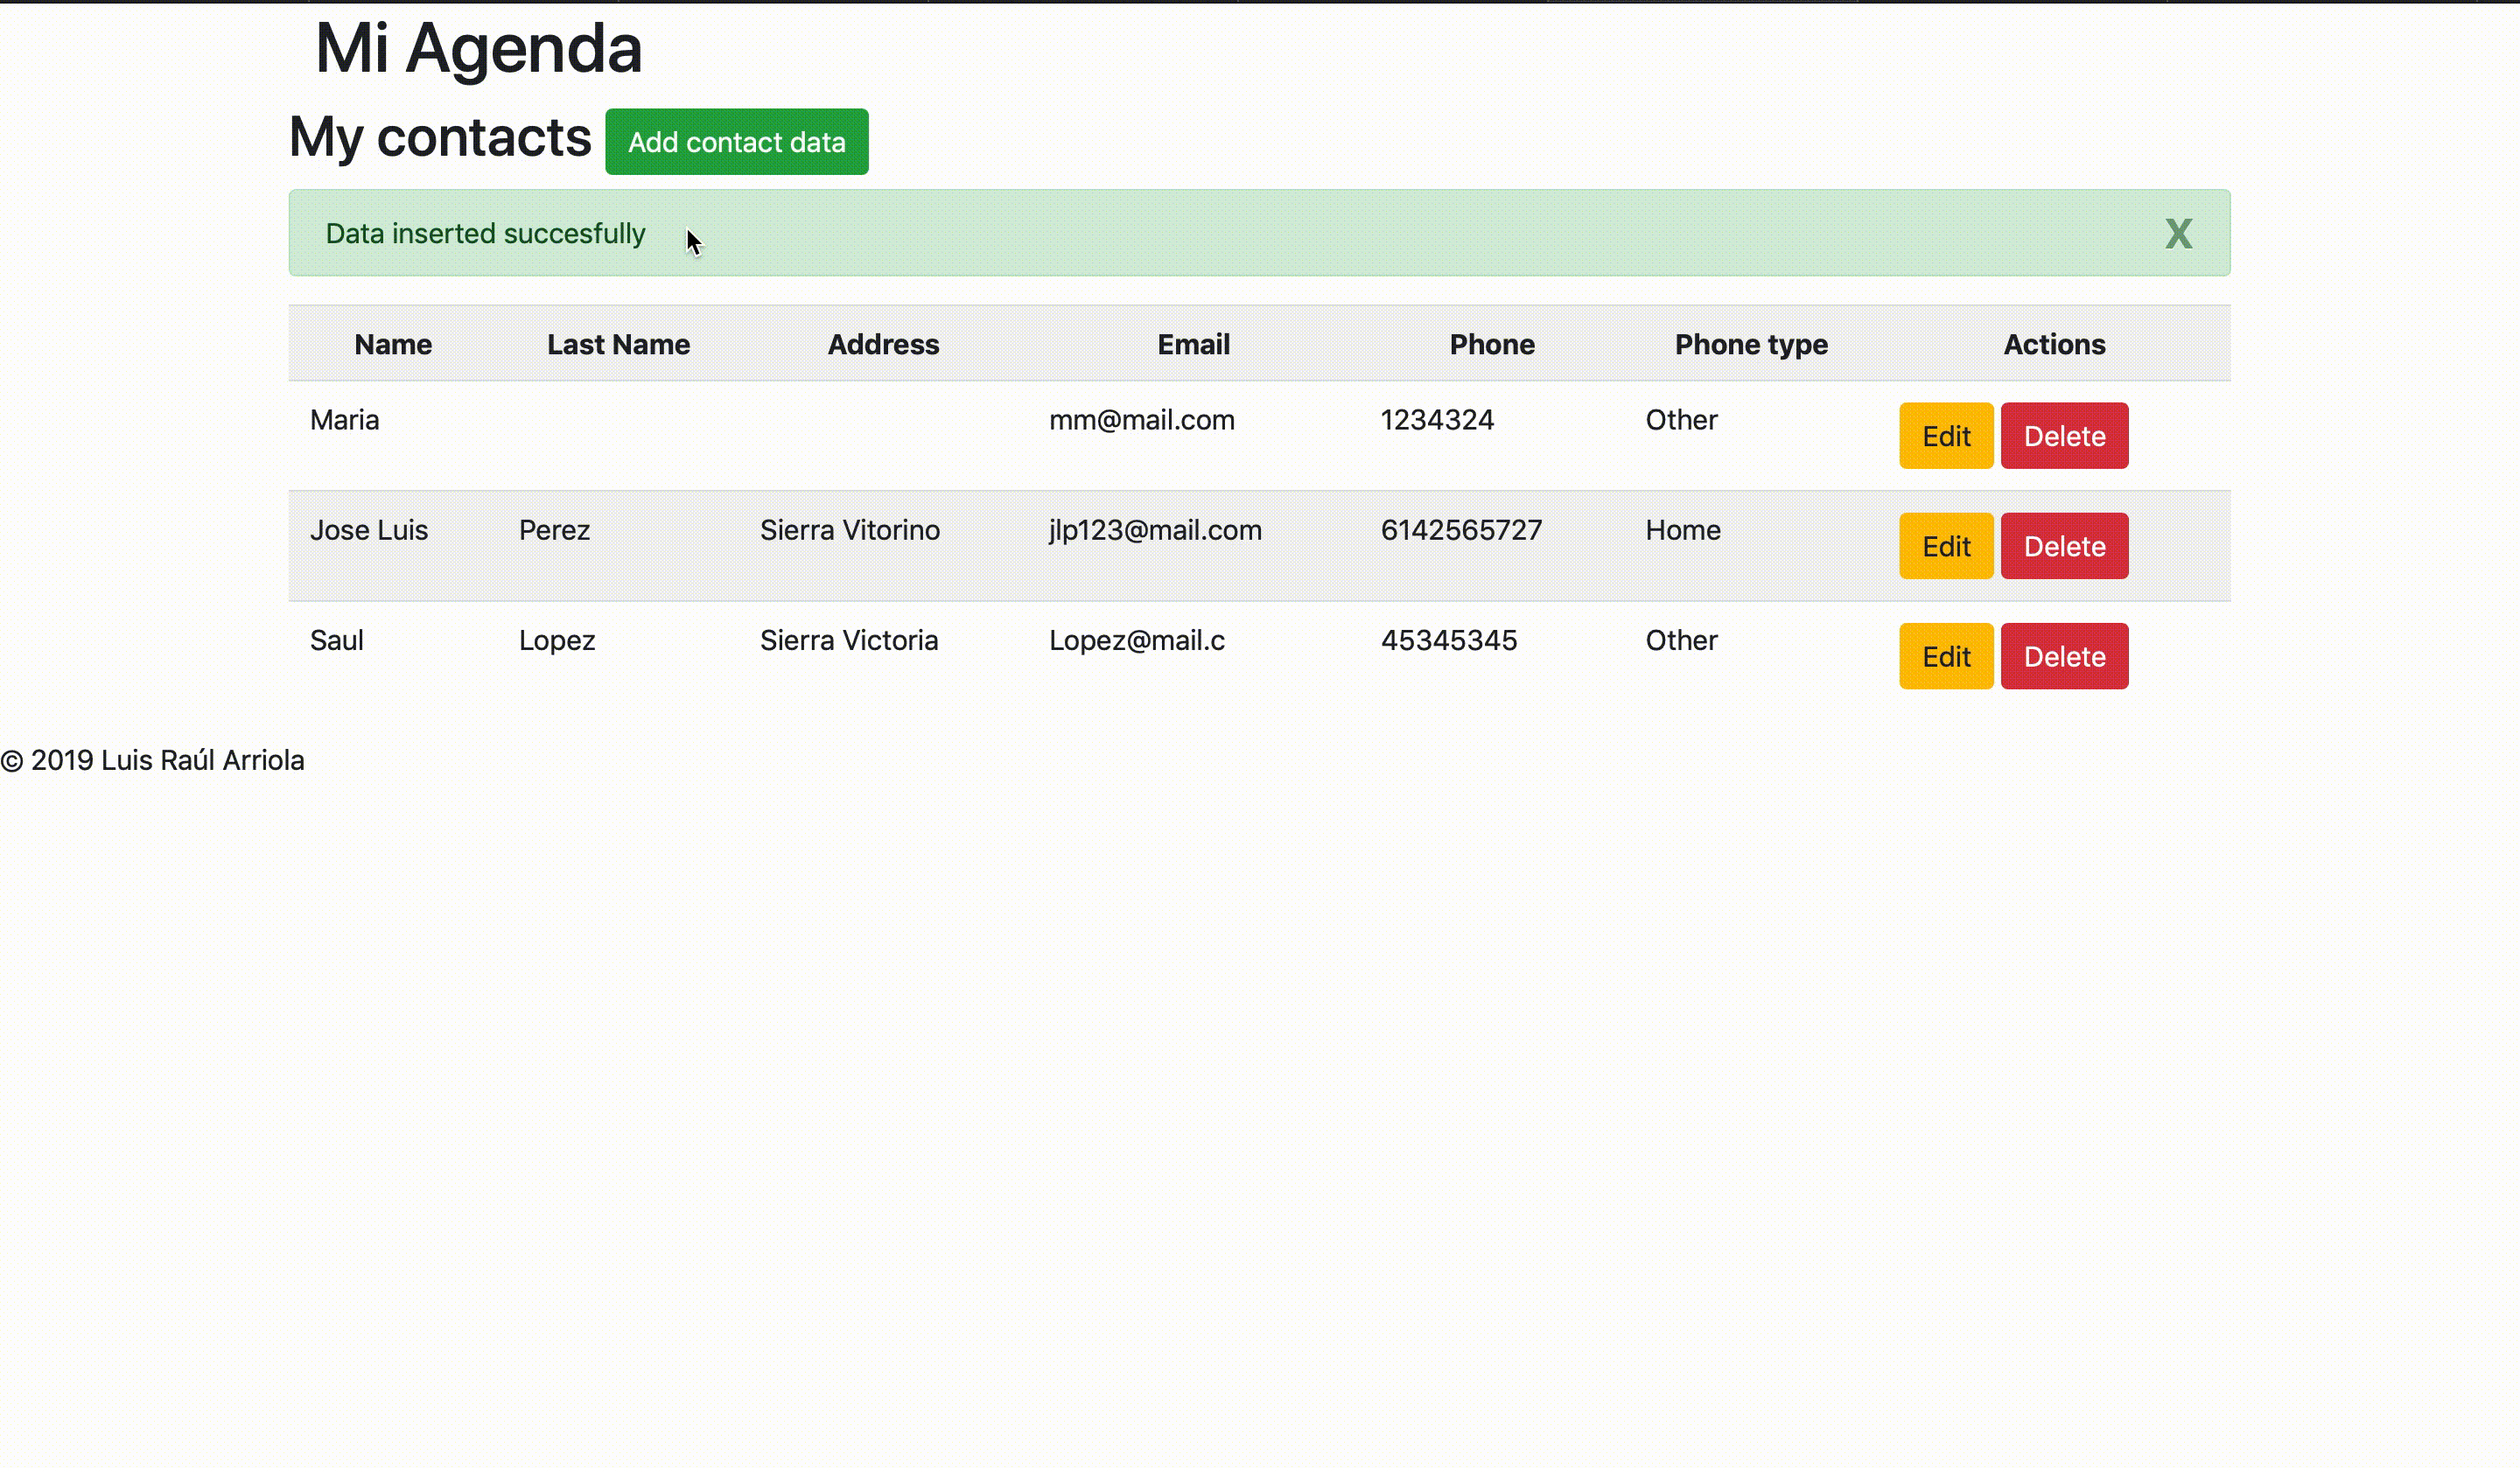 Mi Agenda
My contacts Add contact data
Data inserted succesfully X
Name Last Name Address Email Phone Phone type Actions
Maria mm@mail.com 1234324 Other Edit Delete
Jose Luis Perez Sierra Vitorino jlp123@mail.com 6142565727 Home Edit Delete
Saul Lopez Sierra Victoria Lopez@mail.c 45345345 Other Edit Delete
© 2019 Luis Raúl Arriola